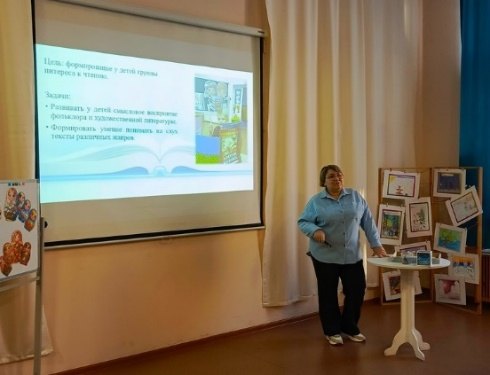 Цель: формирование у детей группы
интереса к чтению.
Задачи:
• Развивать у детей смысловое восприятие
фольклора и художественной литературы;
• Формировать умение понимать на слух
тексты различных жанров.